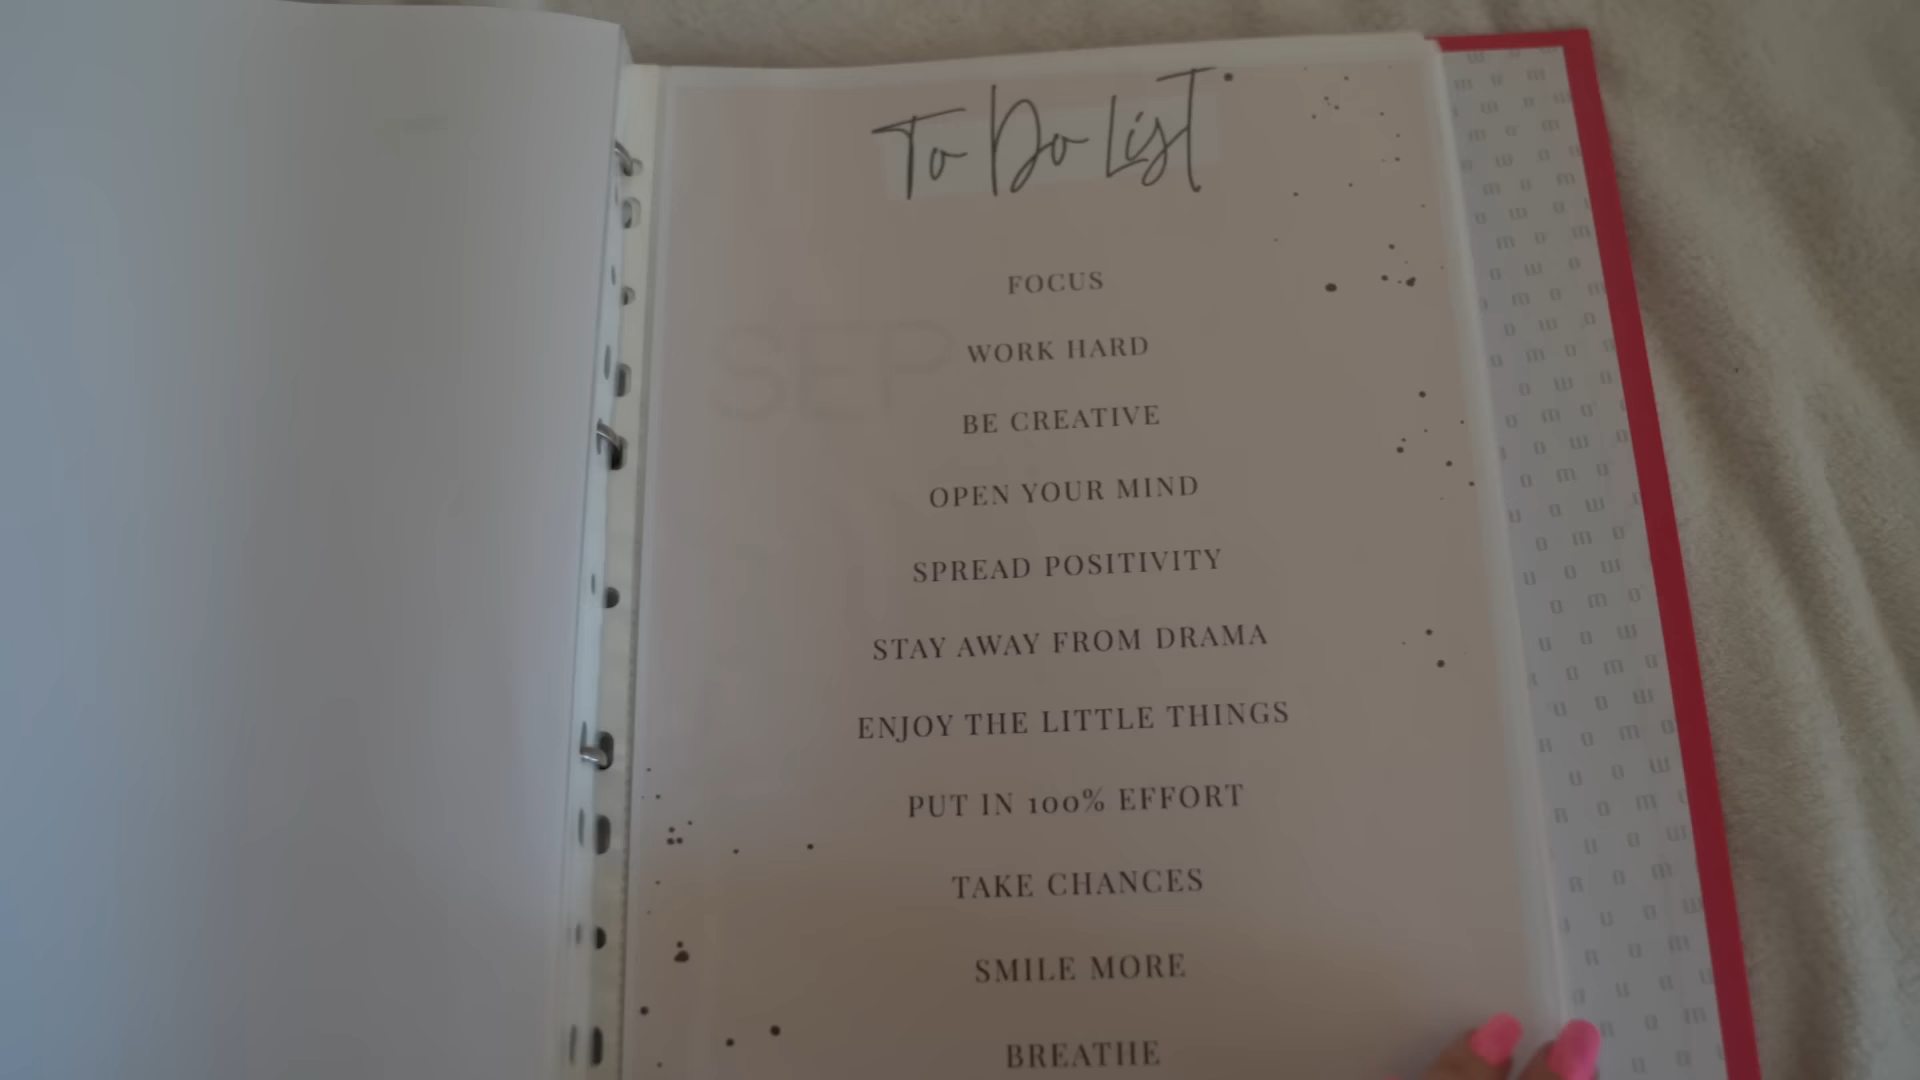 To Do List
FOCUS
WORK HARD
SEP
BE CREATIVE
OPEN YOUR MIND
SPREAD POSITIVITY
STAY AWAY FROM DRAMA
ENJOY THE LITTLE THINGS
PUT IN 100% EFFORT
TAKE CHANCES
SMILE MORE
BREATHE